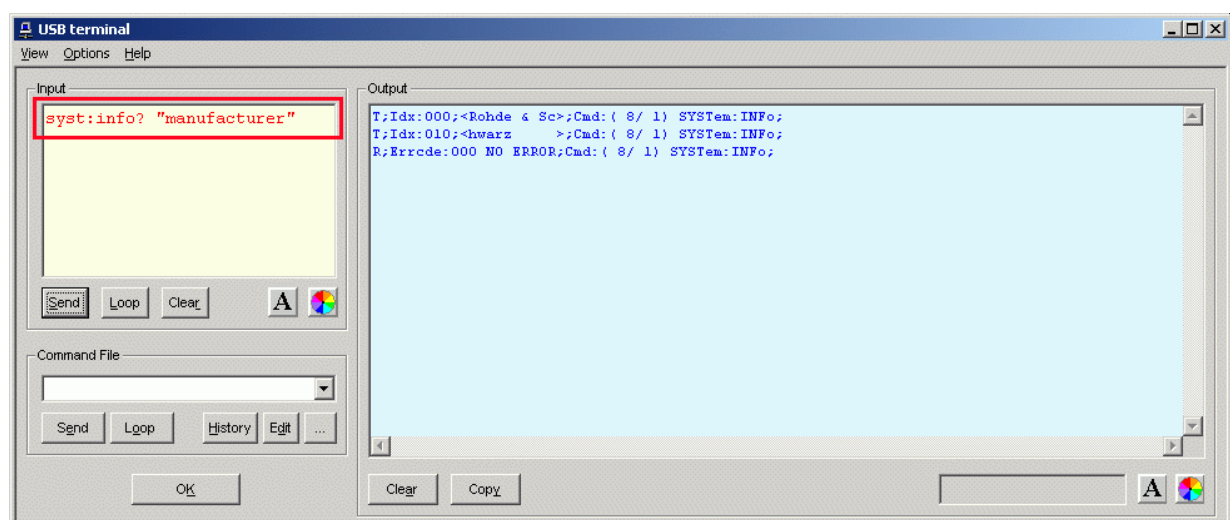 USB terminal
View Options Help
Input
syst:info? "manufacturer"
Send Loop Clear A
Command File
Send Loop History Edit ...
OK
Output
T;Idx:000;<Rohde & Sc>;Cmd:( 8/ 1) SYSTem:INFo;
T;Idx:010;<hwarz     >;Cmd:( 8/ 1) SYSTem:INFo;
R;Errcde:000 NO ERROR;Cmd:( 8/ 1) SYSTem:INFo;
Clear Copy A